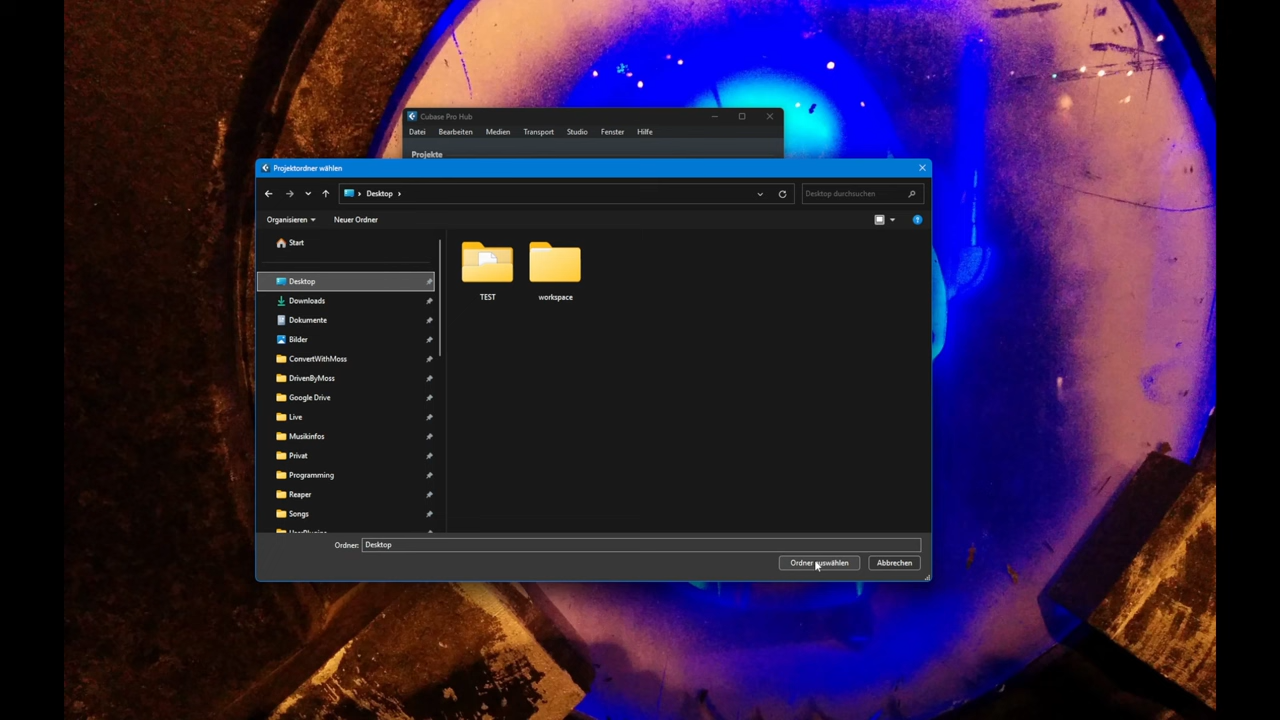 Cubase Pro Hub
Datei Bearbeiten Medien Transport Studio Fenster Hilfe
Projekte
Projektordner wählen
Desktop
Desktop durchsuchen
Organisieren Neuer Ordner
Start
Desktop
Downloads
Dokumente
Bilder
ConvertWithMoss
DrivenByMoss
Google Drive
Live
Musikinfos
Privat
Programming
Reaper
Songs
TEST workspace
Ordner: Desktop
Ordner auswählen Abbrechen